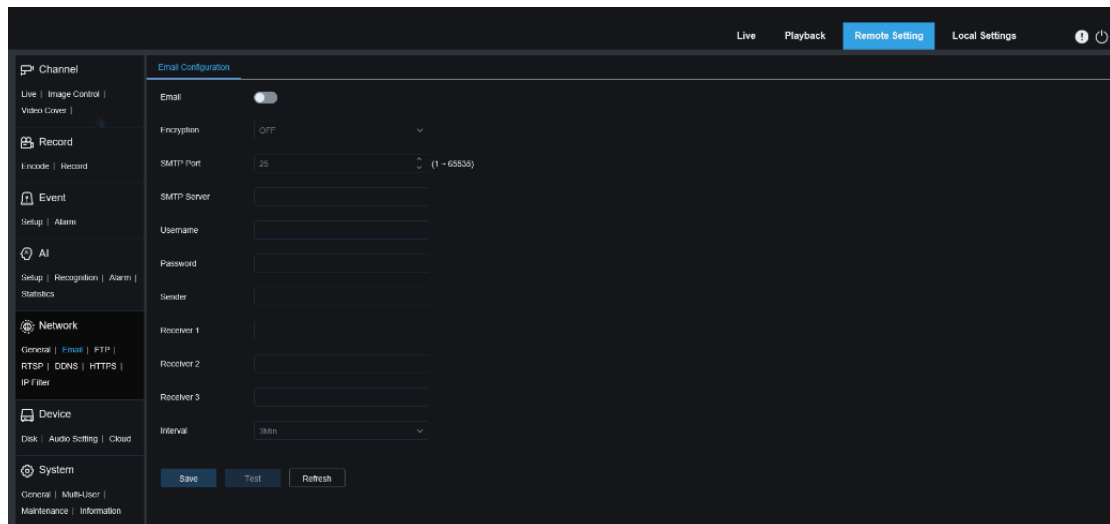 Live Playback Remote Setting Local Settings
Channel
Live | Image Control |
Video Cover |
Record
Encode | Record
Event
Setup | Alarm
AI
Setup | Recognition | Alarm |
Statistics
Network
General | Email | FTP |
RTSP | DDNS | HTTPS |
IP Filter
Device
Disk | Audio Setting | Cloud
System
General | Multi-User |
Maintenance | Information
Email Configuration
Email
Encryption OFF
SMTP Port 25 (1 ~ 65535)
SMTP Server
Username
Password
Sender
Receiver 1
Receiver 2
Receiver 3
Interval 3Min
Save Test Refresh